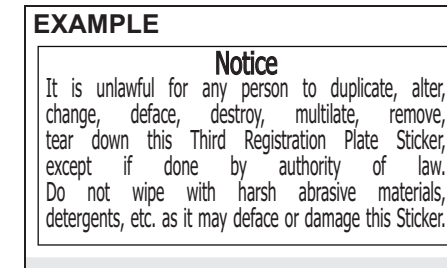 EXAMPLE
Notice
It is unlawful for any person to duplicate, alter,
change, deface, destroy, multilate, remove,
tear down this Third Registration Plate Sticker,
except if done by authority of law.
Do not wipe with harsh abrasive materials,
detergents, etc. as it may deface or damage this Sticker.